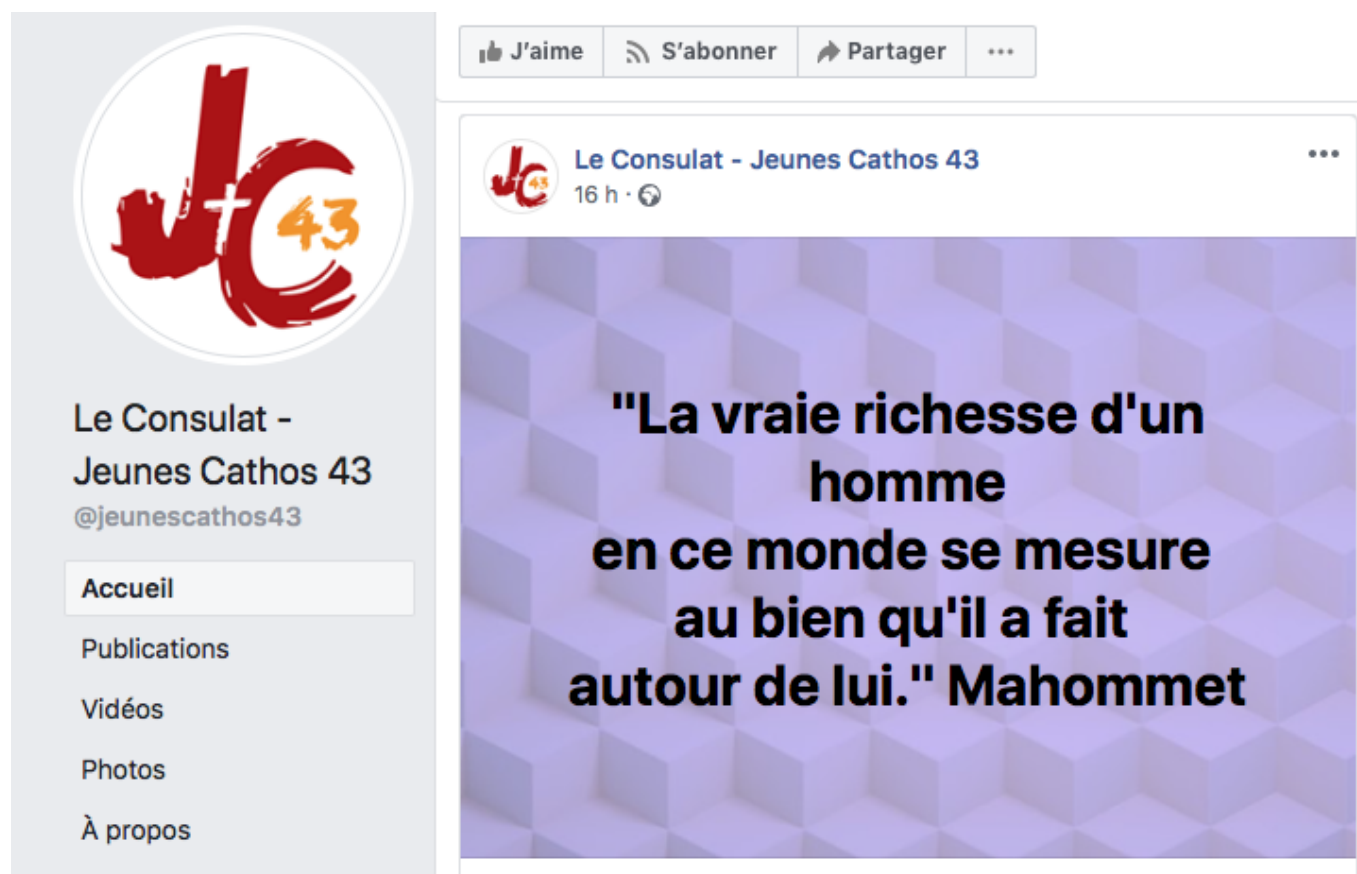 JC 43
Le Consulat -
Jeunes Cathos 43
@jeunescathos43
Accueil
Publications
Vidéos
Photos
À propos
J'aime S'abonner Partager ...
JC 43
Le Consulat - Jeunes Cathos 43
16 h ·
"La vraie richesse d'un
homme
en ce monde se mesure
au bien qu'il a fait
autour de lui." Mahommet